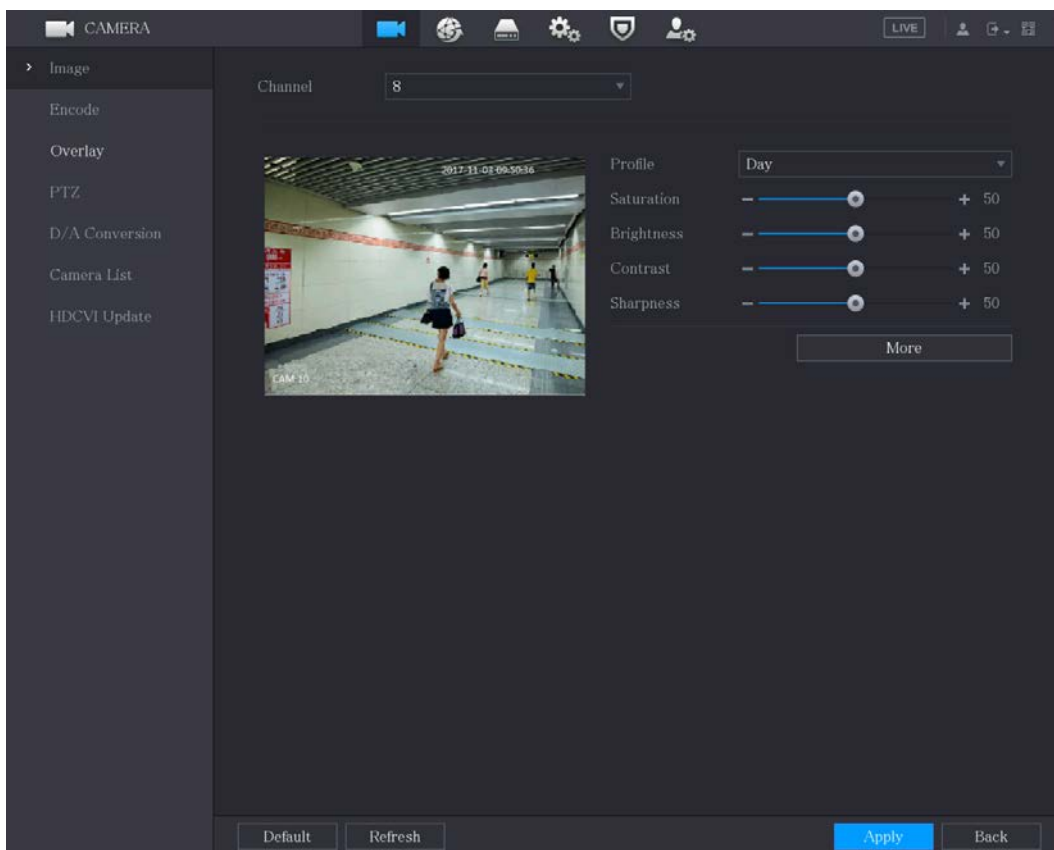 CAMERA
LIVE
Image
Encode
Overlay
PTZ
D/A Conversion
Camera LIst
HDCVI Update
Channel 8
2017-11-01 09:50:36
CAM 10
Profile Day
Saturation - + 50
Brightness - + 50
Contrast - + 50
Sharpness - + 50
More
Default Refresh Apply Back